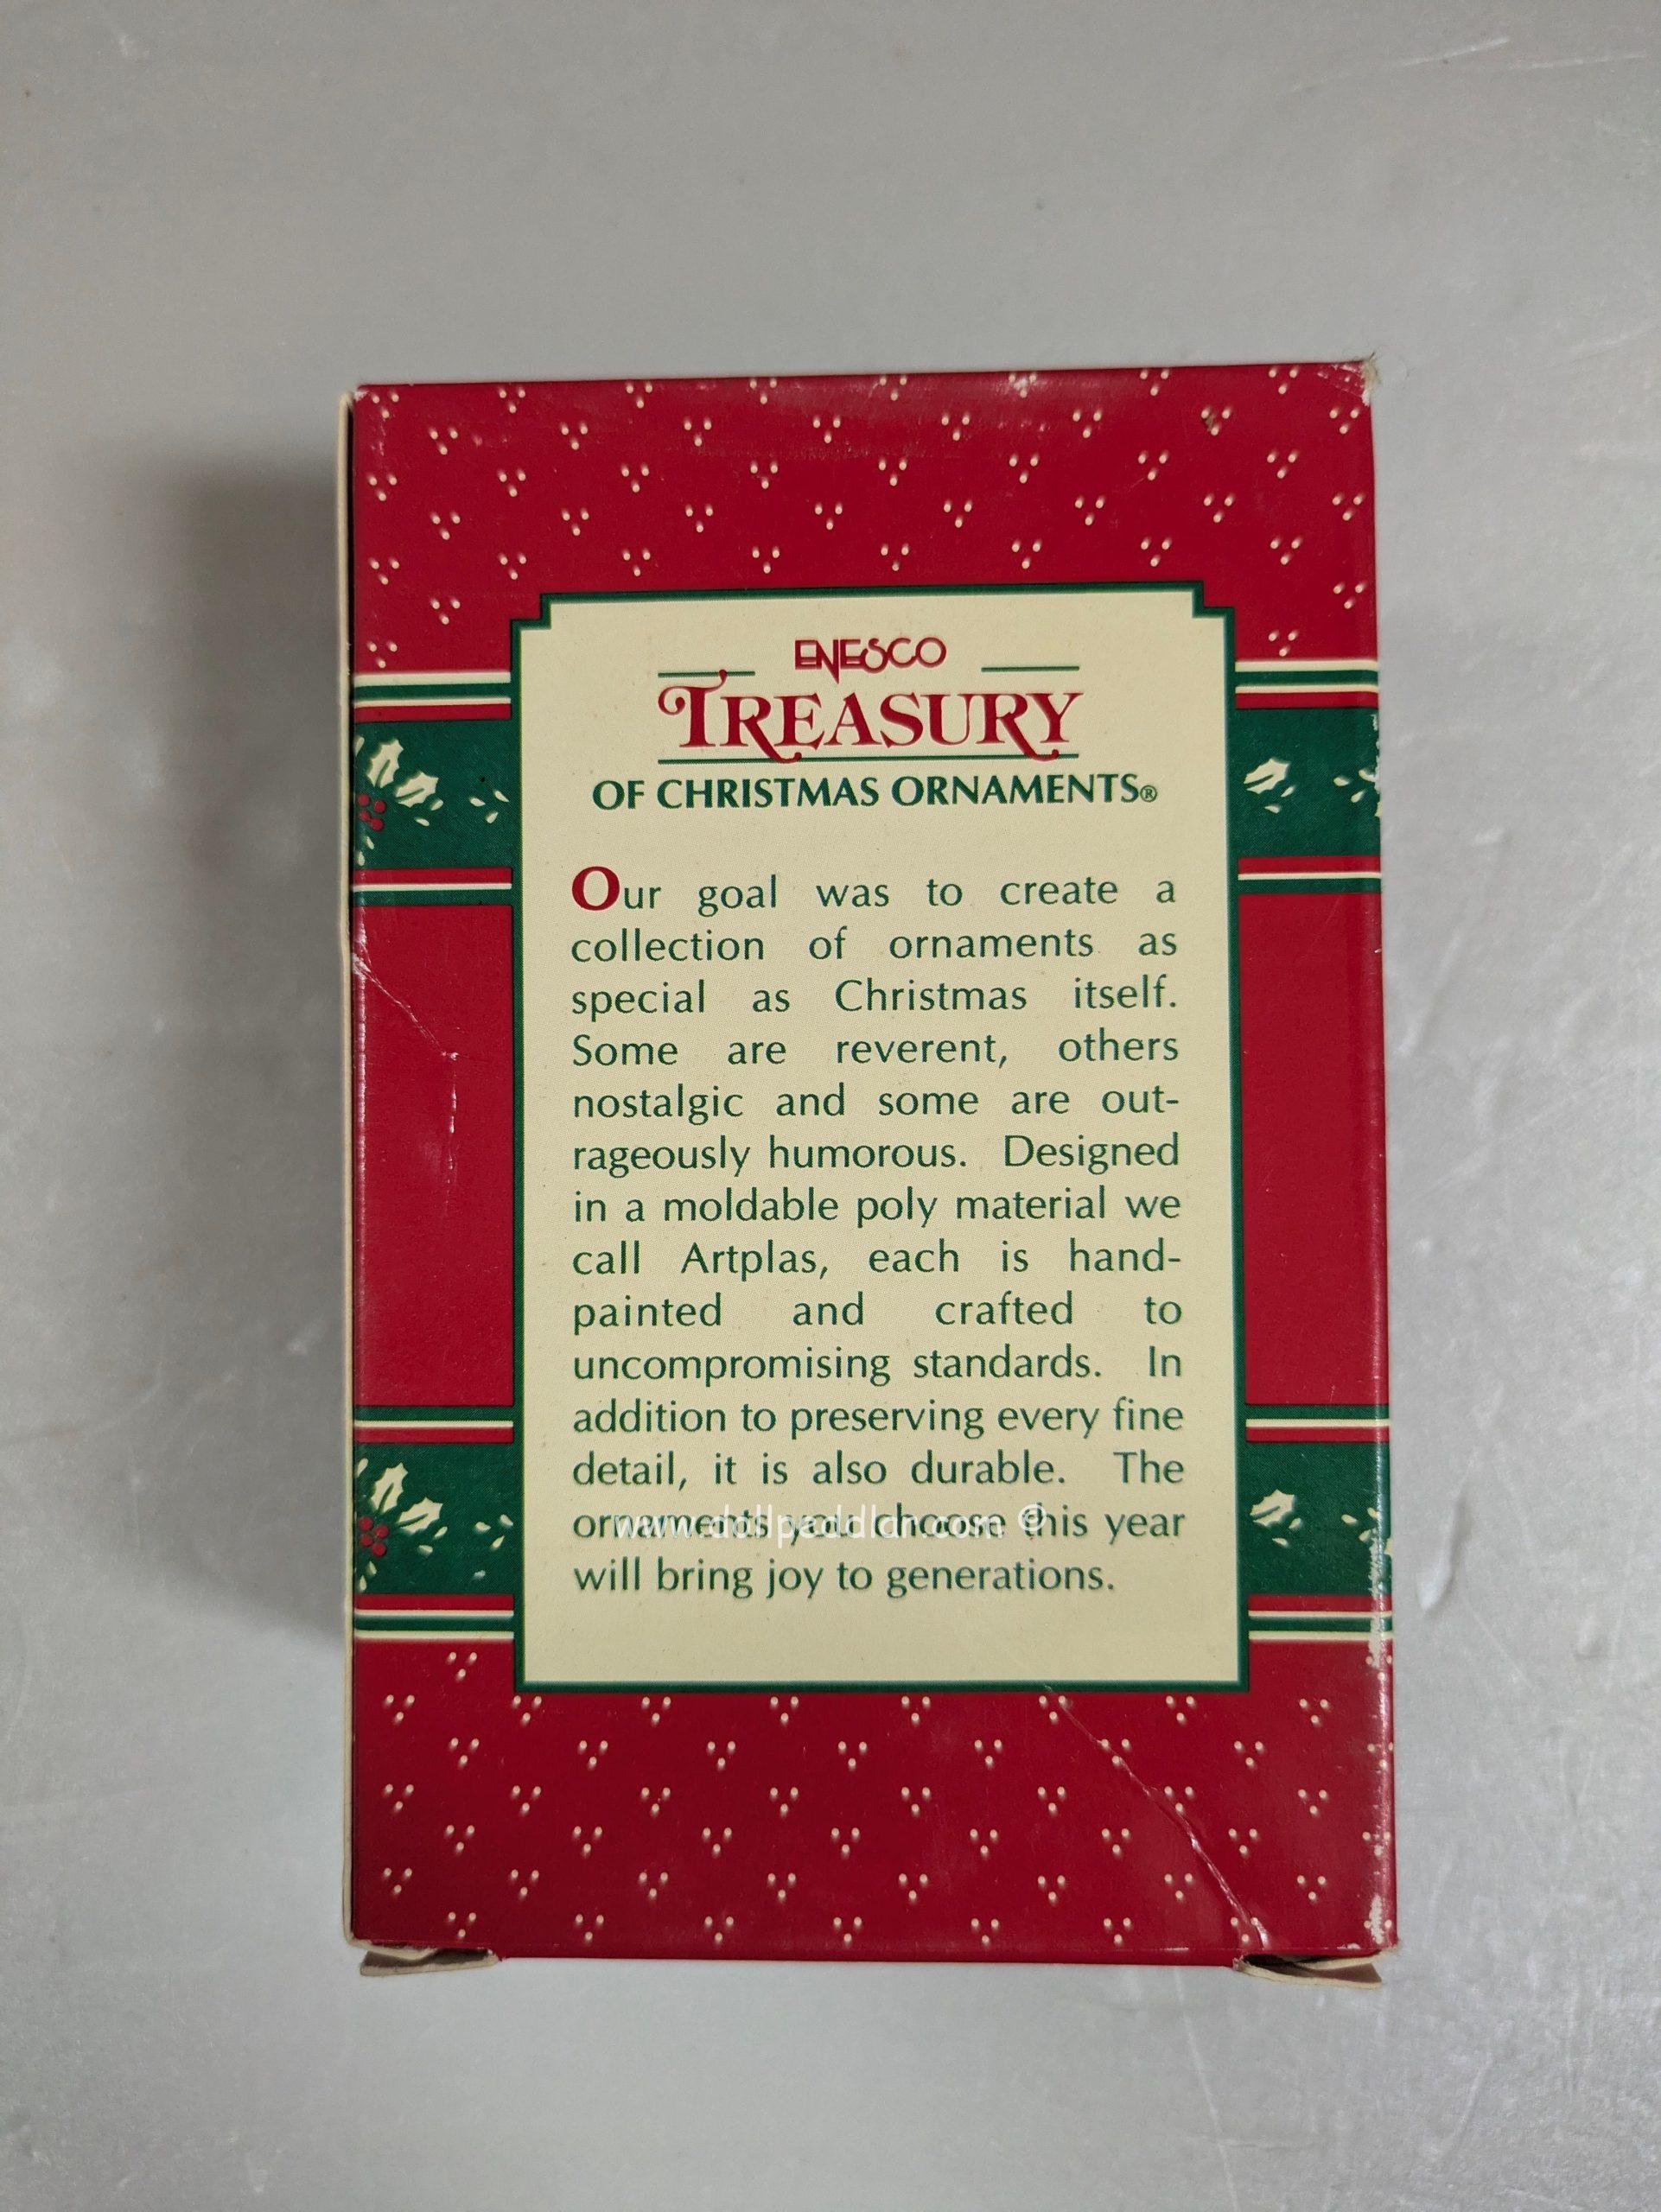 ENESCO
TREASURY
OF CHRISTMAS ORNAMENTS®
Our goal was to create a
collection of ornaments as
special as Christmas itself.
Some are reverent, others
nostalgic and some are out-
rageously humorous. Designed
in a moldable poly material we
call Artplas, each is hand-
painted and crafted to
uncompromising standards. In
addition to preserving every fine
detail, it is also durable. The
ornaments you choose this year
www.dollpaddlar.com ©
will bring joy to generations.